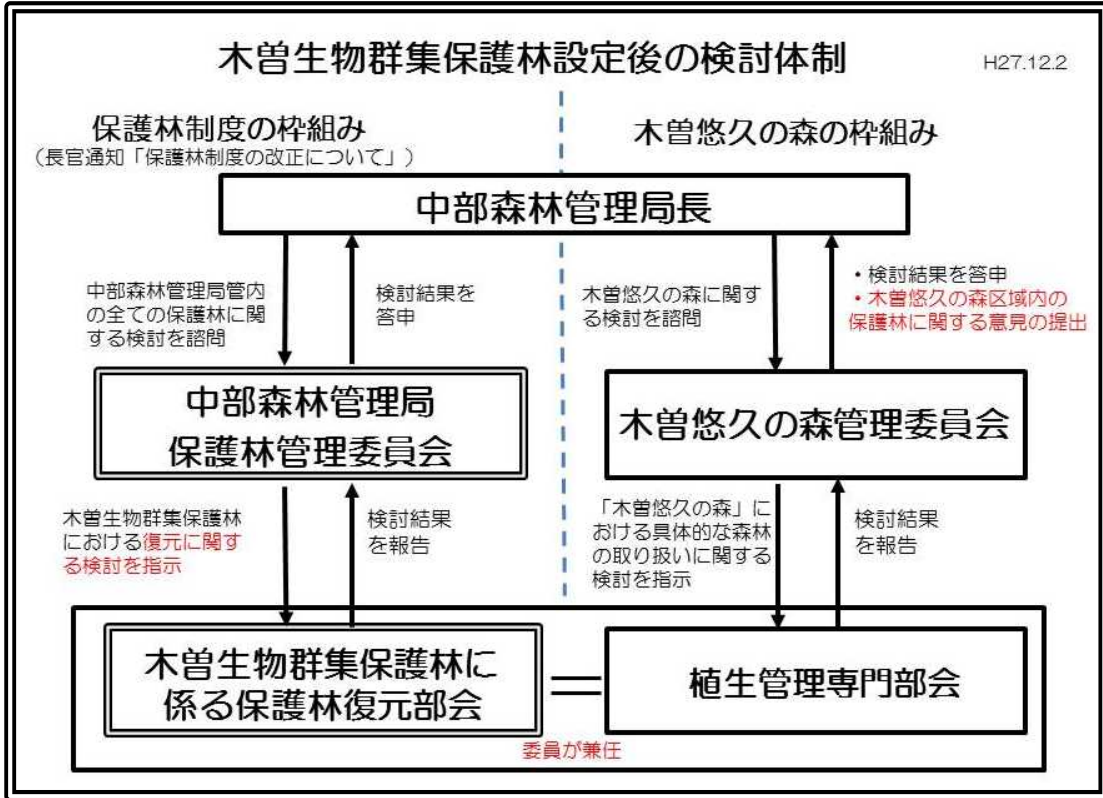 木曽生物群集保護林設定後の検討体制
H27.12.2
保護林制度の枠組み
(長官通知「保護林制度の改正について」)
木曽悠久の森の枠組み
中部森林管理局長
中部森林管理局管内
の全ての保護林に関
する検討を諮問
検討結果を
答申
木曽悠久の森に関す
る検討を諮問
・検討結果を答申
・木曽悠久の森区域内の
保護林に関する意見の提出
中部森林管理局
保護林管理委員会
木曽悠久の森管理委員会
木曽生物群集保護林
における復元に関す
る検討を指示
検討結果
を報告
「木曽悠久の森」に
おける具体的な森林
の取り扱いに関する
検討を指示
検討結果
を報告
木曽生物群集保護林に
係る保護林復元部会
=
植生管理専門部会
委員が兼任